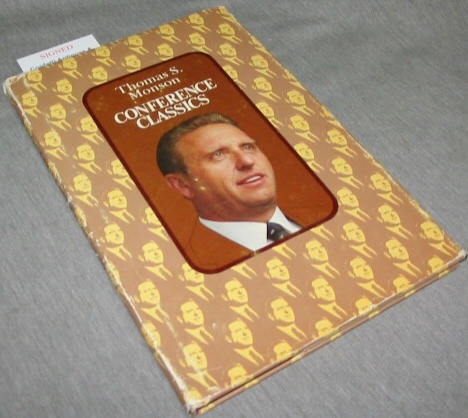 SIGNED
Thomas S.
Monson
CONFERENCE
CLASSICS